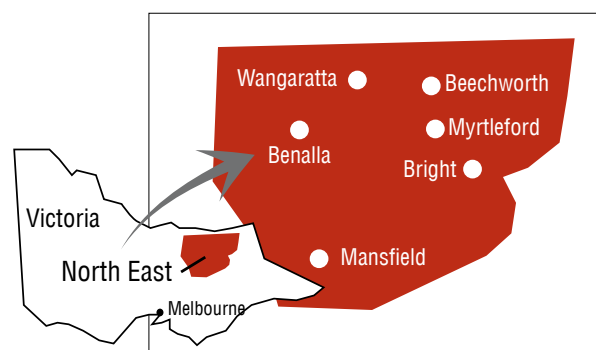 Wangaratta
Beechworth
Myrtleford
Benalla
Bright
Victoria
Mansfield
North East
Melbourne